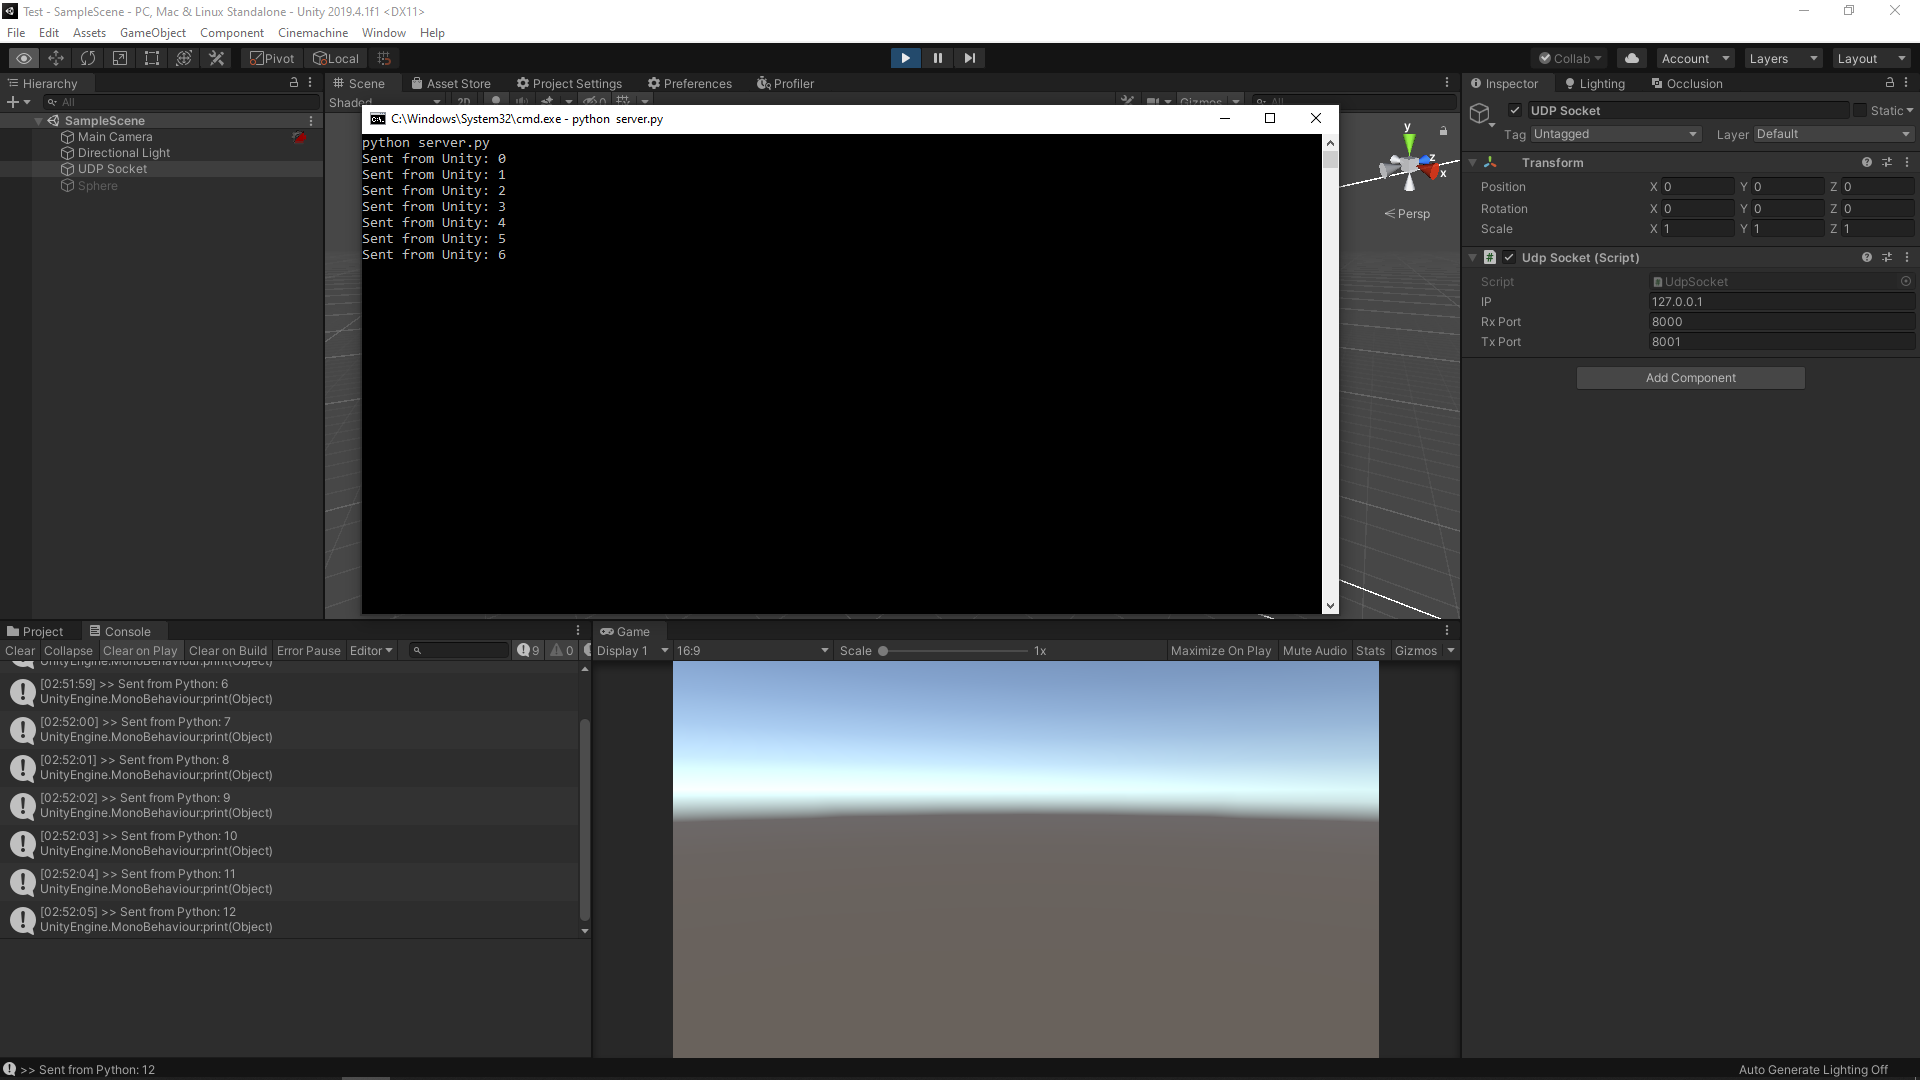 Test - SampleScene - PC, Mac & Linux Standalone - Unity 2019.4.1f1 <DX11>
File Edit Assets GameObject Component Cinemachine Window Help
Pivot Local Collab Account Layers Layout
Hierarchy
All
SampleScene
Main Camera
Directional Light
UDP Socket
Sphere
Scene Asset Store Project Settings Preferences Profiler
Shaded 2D 0 Gizmos All
C:\Windows\System32\cmd.exe - python server.py
python server.py
Sent from Unity: 0
Sent from Unity: 1
Sent from Unity: 2
Sent from Unity: 3
Sent from Unity: 4
Sent from Unity: 5
Sent from Unity: 6
y
z
x
Persp
Inspector Lighting Occlusion
UDP Socket Static
Tag Untagged Layer Default
Transform
Position X 0 Y 0 Z 0
Rotation X 0 Y 0 Z 0
Scale X 1 Y 1 Z 1
# Udp Socket (Script)
Script UdpSocket
IP 127.0.0.1
Rx Port 8000
Tx Port 8001
Add Component
Project Console
Clear Collapse Clear on Play Clear on Build Error Pause Editor 9 0
UnityEngine.MonoBehaviour:print(Object)
[02:51:59] >> Sent from Python: 6
UnityEngine.MonoBehaviour:print(Object)
[02:52:00] >> Sent from Python: 7
UnityEngine.MonoBehaviour:print(Object)
[02:52:01] >> Sent from Python: 8
UnityEngine.MonoBehaviour:print(Object)
[02:52:02] >> Sent from Python: 9
UnityEngine.MonoBehaviour:print(Object)
[02:52:03] >> Sent from Python: 10
UnityEngine.MonoBehaviour:print(Object)
[02:52:04] >> Sent from Python: 11
UnityEngine.MonoBehaviour:print(Object)
[02:52:05] >> Sent from Python: 12
UnityEngine.MonoBehaviour:print(Object)
Game
Display 1 16:9 Scale 1x Maximize On Play Mute Audio Stats Gizmos
>> Sent from Python: 12
Auto Generate Lighting Off